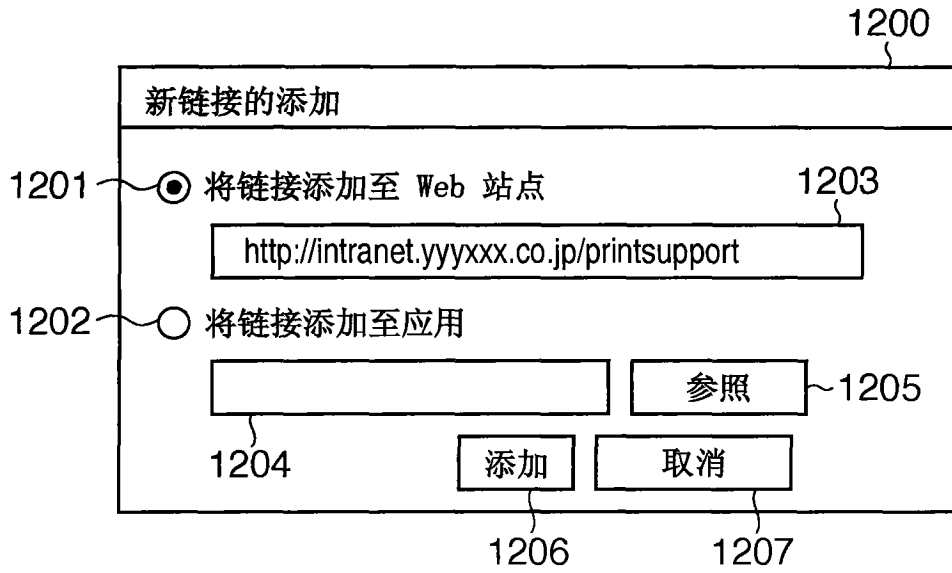 1200
新链接的添加
1201 将链接添加至 Web 站点 1203
http://intranet.yyyxxx.co.jp/printsupport
1202 将链接添加至应用
参照 1205
1204 添加 取消
1206 1207